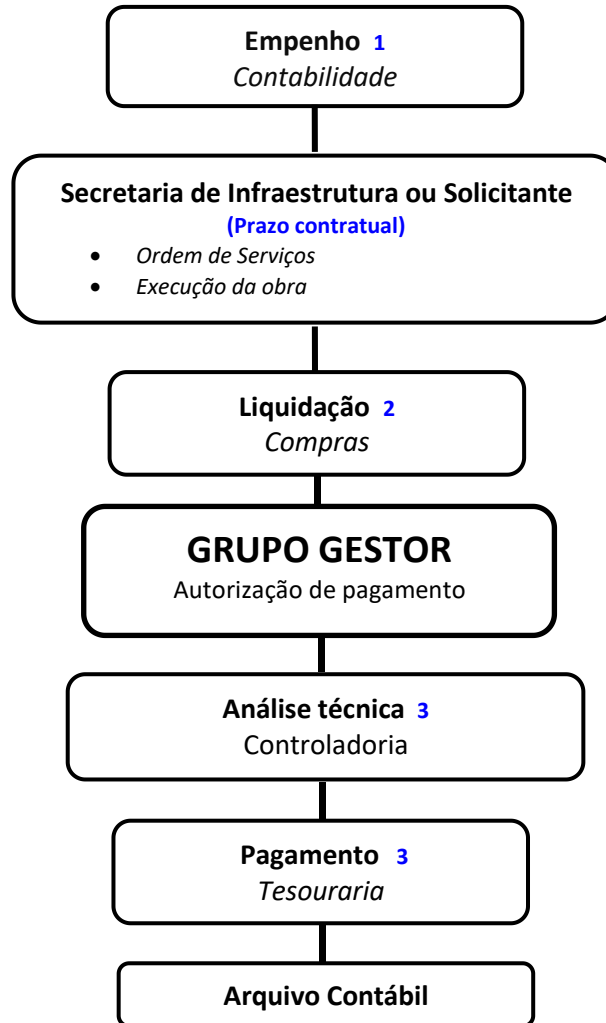 Empenho 1
Contabilidade
Secretaria de Infraestrutura ou Solicitante
(Prazo contratual)
• Ordem de Serviços
• Execução da obra
Liquidação 2
Compras
GRUPO GESTOR
Autorização de pagamento
Análise técnica 3
Controladoria
Pagamento 3
Tesouraria
Arquivo Contábil